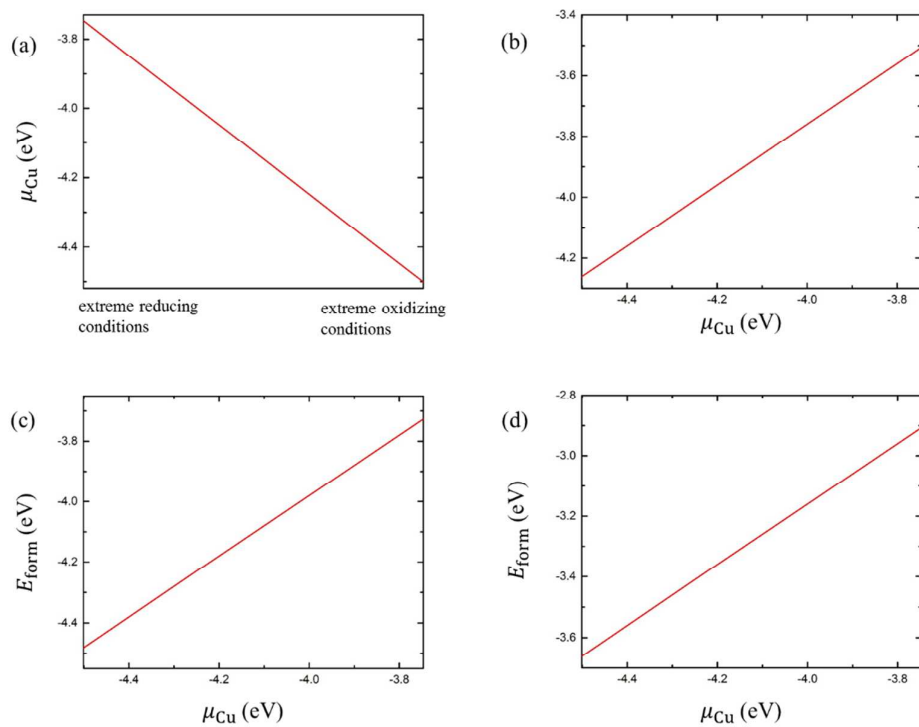 (a)
-3.8
-4.0
-4.2
-4.4
μCu (eV)
extreme reducing
conditions
extreme oxidizing
conditions
(b)
-3.4
-3.6
-3.8
-4.0
-4.2
-4.4 -4.2 -4.0 -3.8
μCu (eV)
(c)
-3.8
-4.0
-4.2
-4.4
Eform (eV)
-4.4 -4.2 -4.0 -3.8
μCu (eV)
(d)
-2.8
-3.0
-3.2
-3.4
-3.6
Eform (eV)
-4.4 -4.2 -4.0 -3.8
μCu (eV)